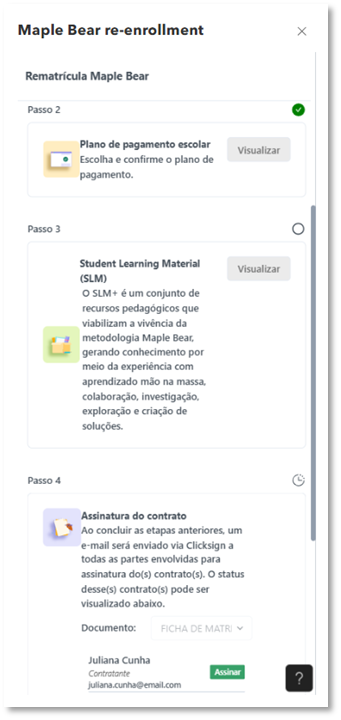 Maple Bear re-enrollment
Rematrícula Maple Bear
Passo 2
Plano de pagamento escolar
Visualizar
Escolha e confirme o plano de
pagamento.
Passo 3
Student Learning Material
(SLM)
Visualizar
O SLM+ é um conjunto de
recursos pedagógicos que
viabilizam a vivência da
metodologia Maple Bear,
gerando conhecimento por
meio da experiência com
aprendizado mão na massa,
colaboração, investigação,
exploração e criação de
soluções.
Passo 4
Assinatura do contrato
Ao concluir as etapas anteriores, um
e-mail será enviado via Clicksign a
todas as partes envolvidas para
assinatura do(s) contrato(s). O status
desse(s) contrato(s) pode ser
visualizado abaixo.
Documento: FICHA DE MATRI
Juliana Cunha
Contratante
Assinar
juliana.cunha@email.com
?